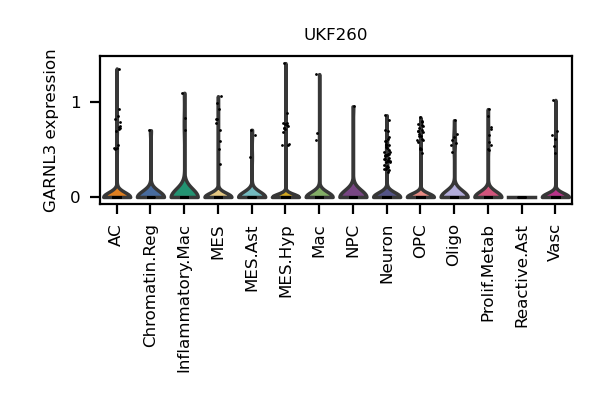 UKF260
GARNL3 expression
1
0
AC
Chromatin.Reg
Inflammatory.Mac
MES
MES.Ast
MES.Hyp
Mac
NPC
Neuron
OPC
Oligo
Prolif.Metab
Reactive.Ast
Vasc